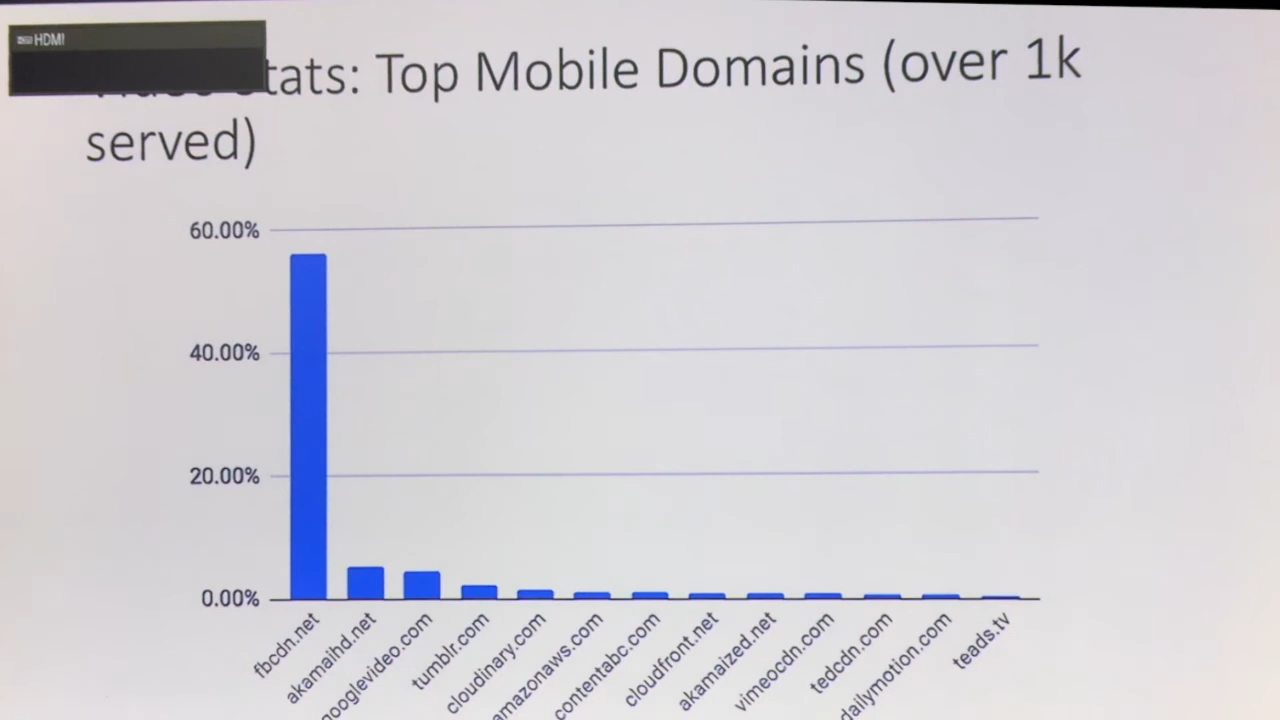 HDMI
tats: Top Mobile Domains (over 1k
served)
60.00%
40.00%
20.00%
0.00%
fbcdn.net
akamaihd.net
googlevideo.com
tumblr.com
cloudinary.com
amazonaws.com
contentabc.com
cloudfront.net
akamaized.net
vimeocdn.com
tedcdn.com
dailymotion.com
teads.tv